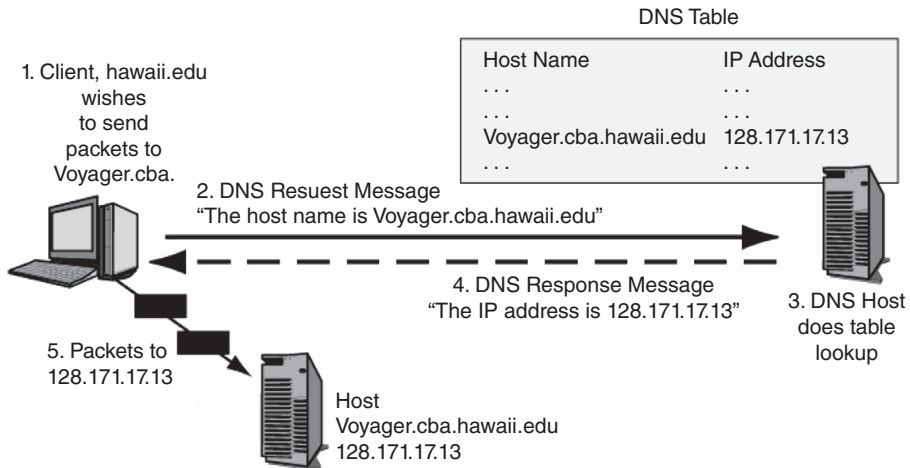 DNS Table
Host Name IP Address
. . . . . .
. . . . . .
Voyager.cba.hawaii.edu 128.171.17.13
. . . . . .
1. Client, hawaii.edu
wishes
to send
packets to
Voyager.cba.
2. DNS Resuest Message
“The host name is Voyager.cba.hawaii.edu”
4. DNS Response Message
“The IP address is 128.171.17.13”
3. DNS Host
does table
lookup
5. Packets to
128.171.17.13
Host
Voyager.cba.hawaii.edu
128.171.17.13